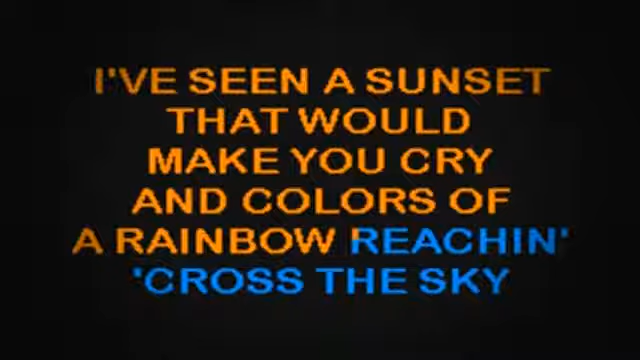 I'VE SEEN A SUNSET
THAT WOULD
MAKE YOU CRY
AND COLORS OF
A RAINBOW REACHIN'
'CROSS THE SKY